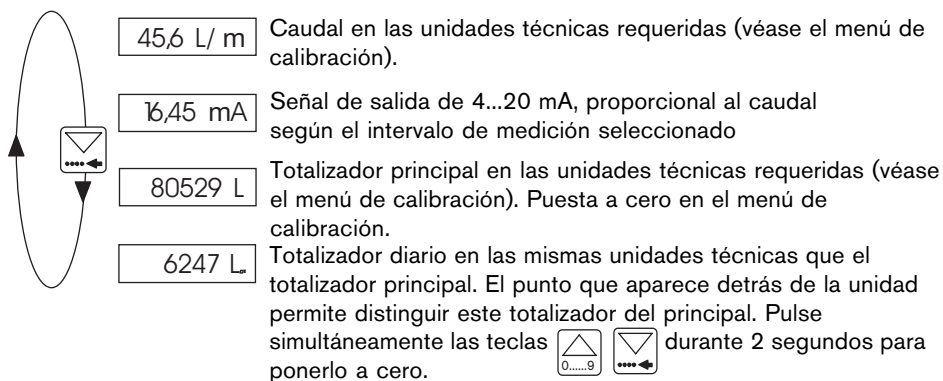 45,6 L/ m
Caudal en las unidades técnicas requeridas (véase el menú de
calibración).
16,45 mA
Señal de salida de 4...20 mA, proporcional al caudal
según el intervalo de medición seleccionado
80529 L
Totalizador principal en las unidades técnicas requeridas (véase
el menú de calibración). Puesta a cero en el menú de
calibración.
6247 L.
Totalizador diario en las mismas unidades técnicas que el
totalizador principal. El punto que aparece detrás de la unidad
permite distinguir este totalizador del principal. Pulse
simultáneamente las teclas 0......9 durante 2 segundos para
ponerlo a cero.